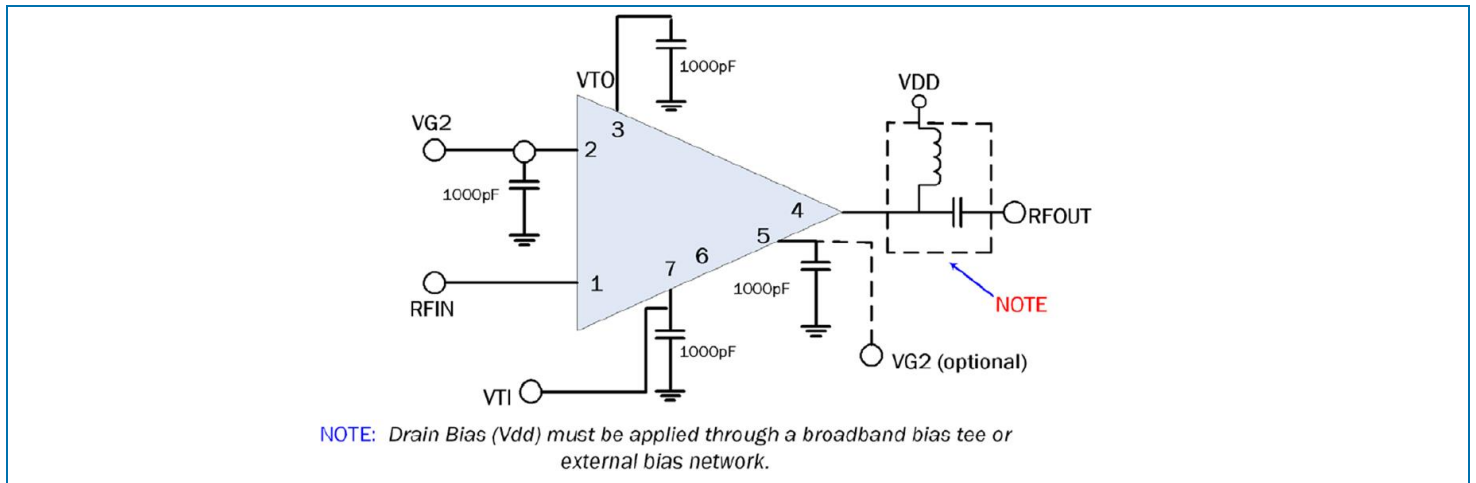 VTO
1000pF
VDD
VG2
3
2
1000pF
4
RFOUT
5
6
7
1
1000pF
RFIN
NOTE
1000pF
VG2 (optional)
VTI
NOTE: Drain Bias (Vdd) must be applied through a broadband bias tee or
external bias network.